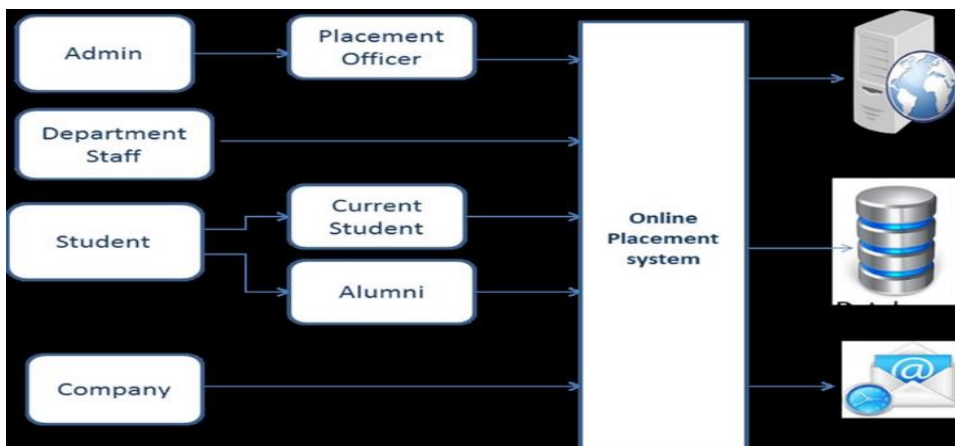 Admin
Placement
Officer
Department
Staff
Student
Current
Student
Alumni
Company
Online
Placement
system
@